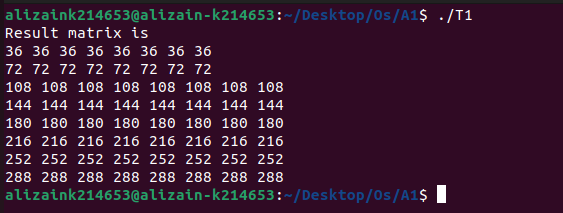 alizaink214653@alizain-k214653:~/Desktop/Os/A1$ ./T1
Result matrix is
36 36 36 36 36 36 36 36
72 72 72 72 72 72 72 72
108 108 108 108 108 108 108 108
144 144 144 144 144 144 144 144
180 180 180 180 180 180 180 180
216 216 216 216 216 216 216 216
252 252 252 252 252 252 252 252
288 288 288 288 288 288 288 288
alizaink214653@alizain-k214653:~/Desktop/Os/A1$